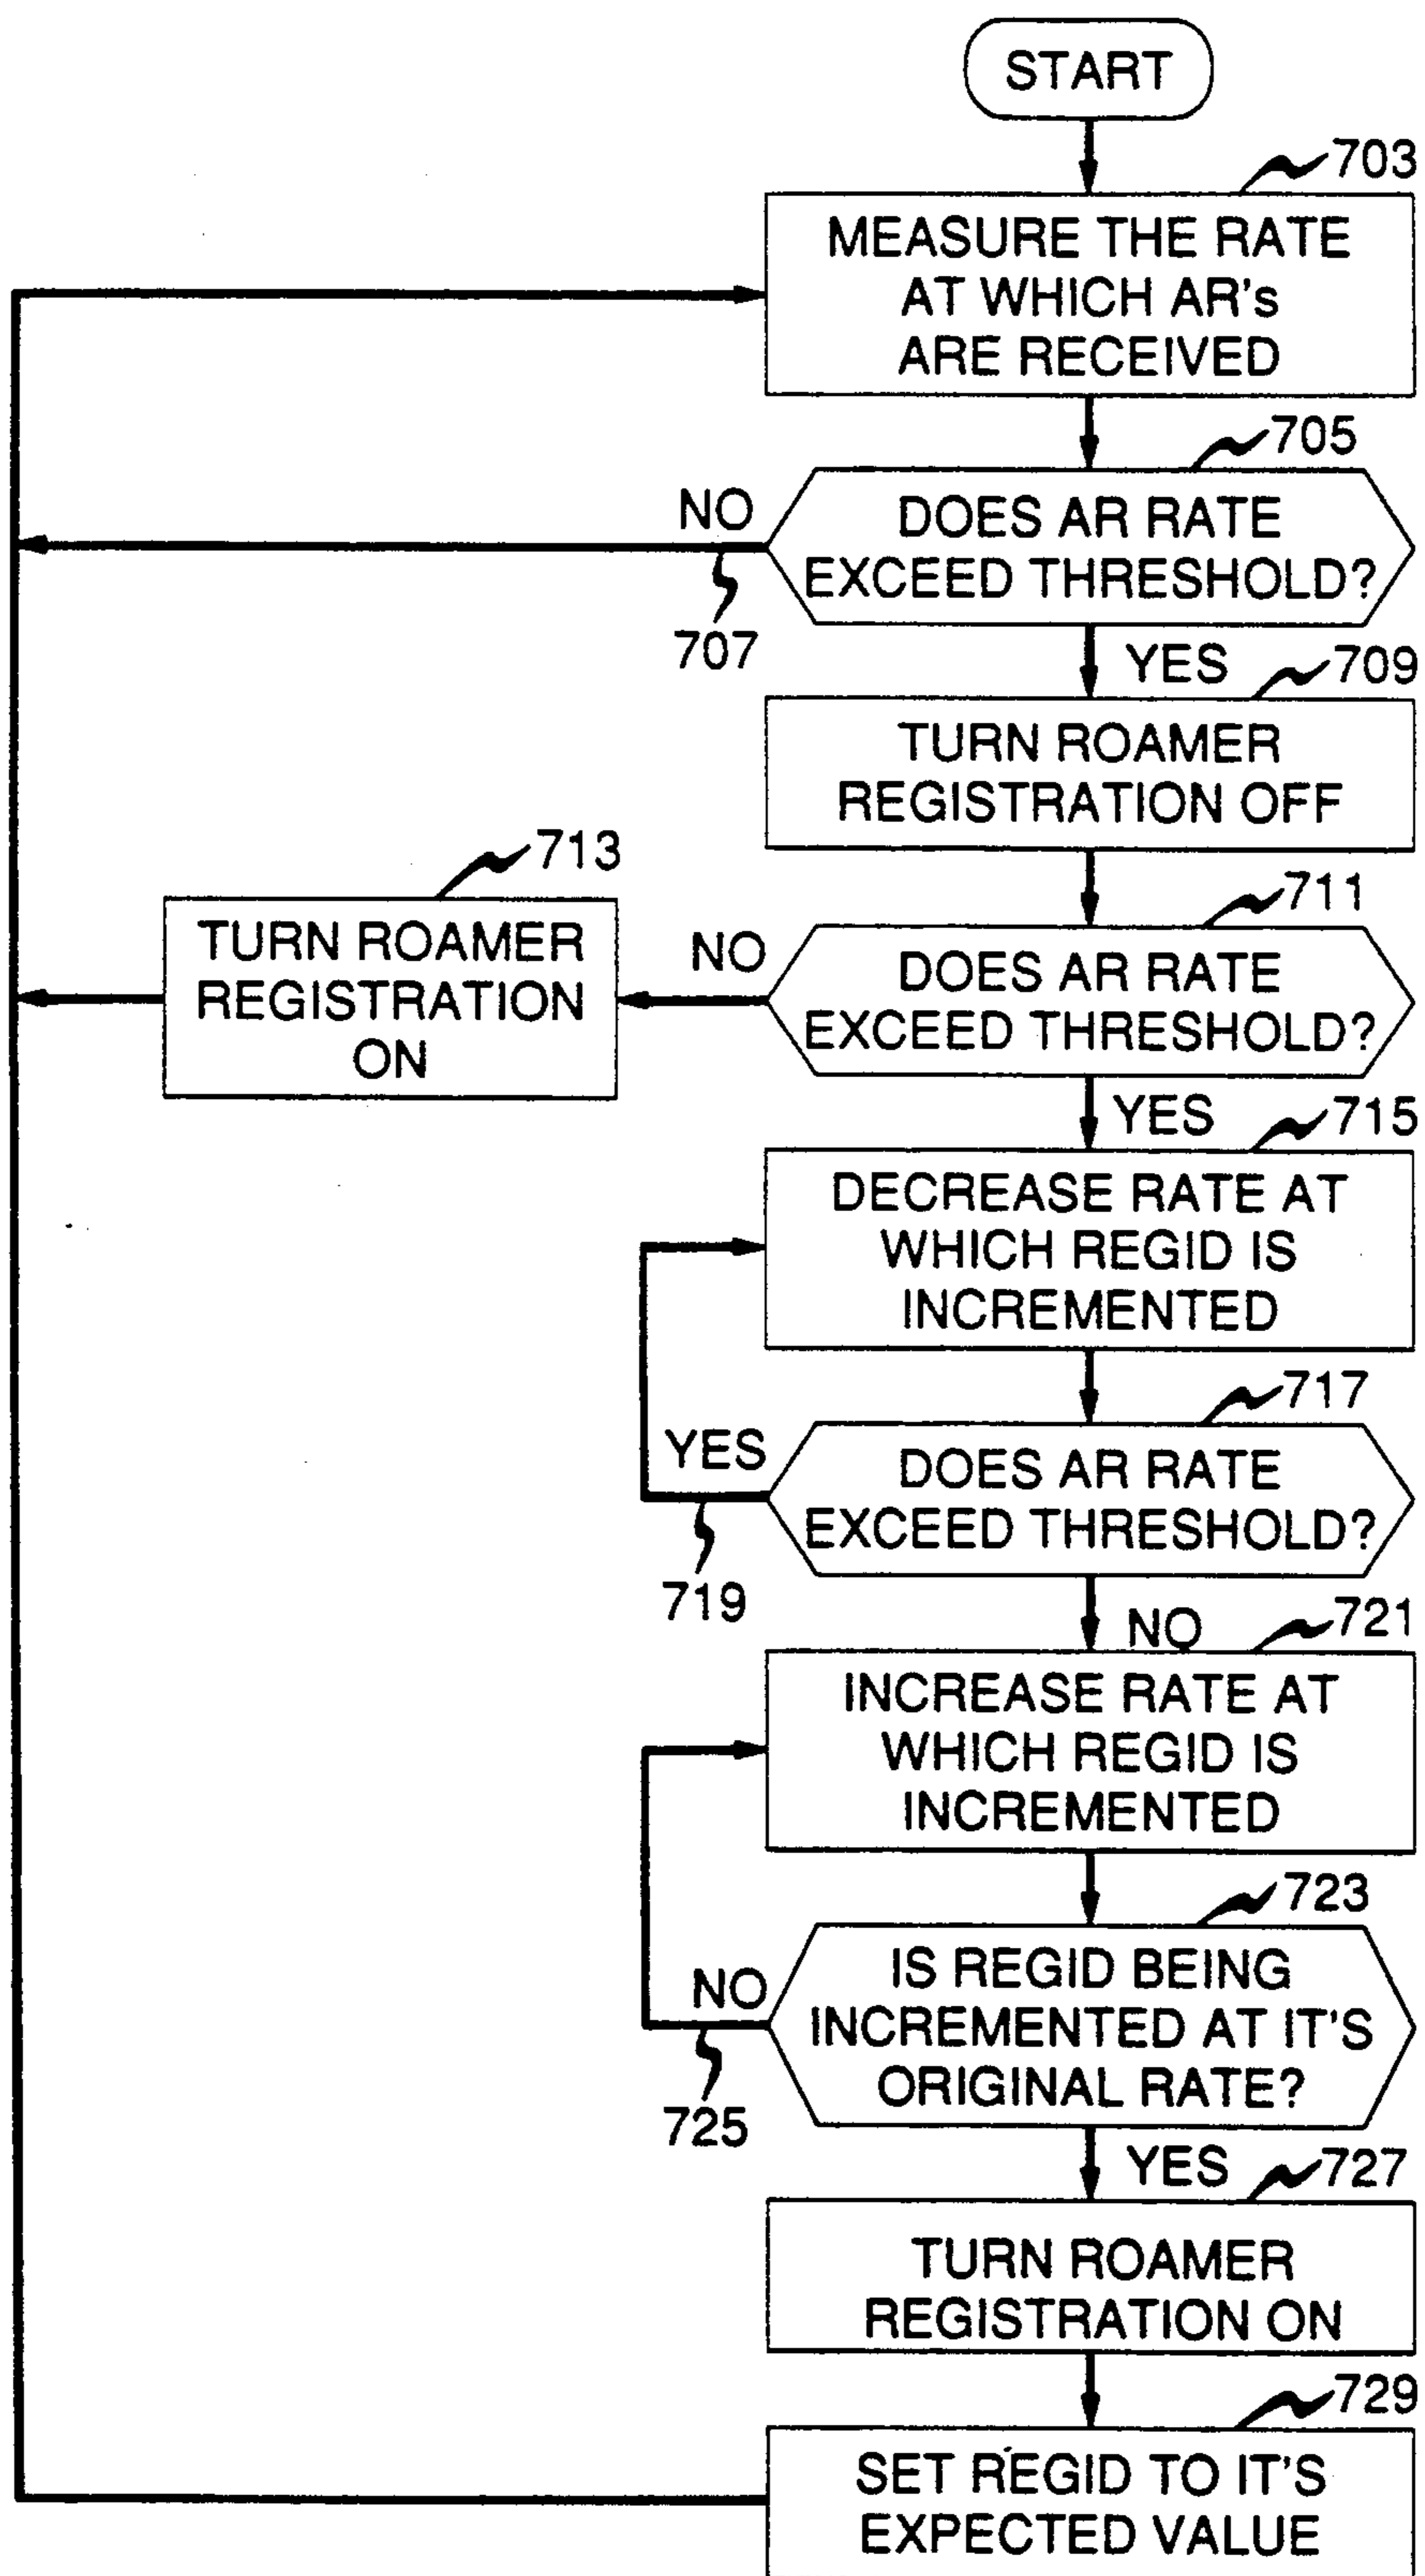 START
703
MEASURE THE RATE
AT WHICH AR's
ARE RECEIVED
705
NO
DOES AR RATE
EXCEED THRESHOLD?
707
YES
709
TURN ROAMER
REGISTRATION OFF
713
711
TURN ROAMER
REGISTRATION
ON
NO
DOES AR RATE
EXCEED THRESHOLD?
YES
715
DECREASE RATE AT
WHICH REGID IS
INCREMENTED
717
YES
DOES AR RATE
EXCEED THRESHOLD?
719
NO
721
INCREASE RATE AT
WHICH REGID IS
INCREMENTED
723
NO
IS REGID BEING
INCREMENTED AT IT'S
ORIGINAL RATE?
725
YES
727
TURN ROAMER
REGISTRATION ON
729
SET REGID TO IT'S
EXPECTED VALUE